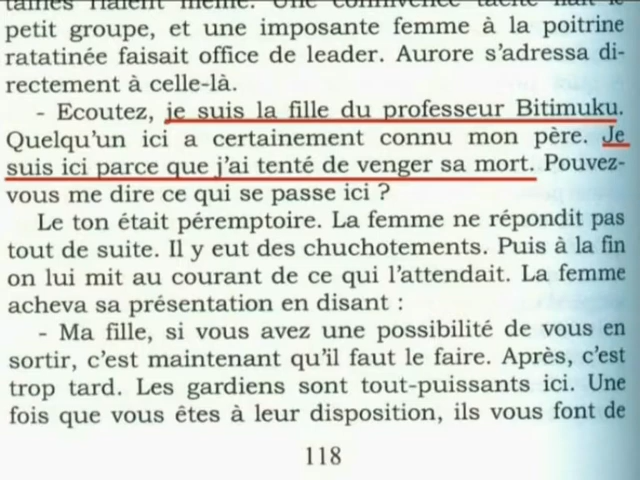 petit groupe, et une imposante femme à la poitrine
ratatinée faisait office de leader. Aurore s'adressa di-
rectement à celle-là.
- Ecoutez, je suis la fille du professeur Bitimuku.
Quelqu'un ici a certainement connu mon père. Je
suis ici parce que j'ai tenté de venger sa mort. Pouvez-
vous me dire ce qui se passe ici ?
Le ton était péremptoire. La femme ne répondit pas
tout de suite. Il y eut des chuchotements. Puis à la fin
on lui mit au courant de ce qui l'attendait. La femme
acheva sa présentation en disant :
- Ma fille, si vous avez une possibilité de vous en
sortir, c'est maintenant qu'il faut le faire. Après, c'est
trop tard. Les gardiens sont tout-puissants ici. Une
fois que vous êtes à leur disposition, ils vous font de
118